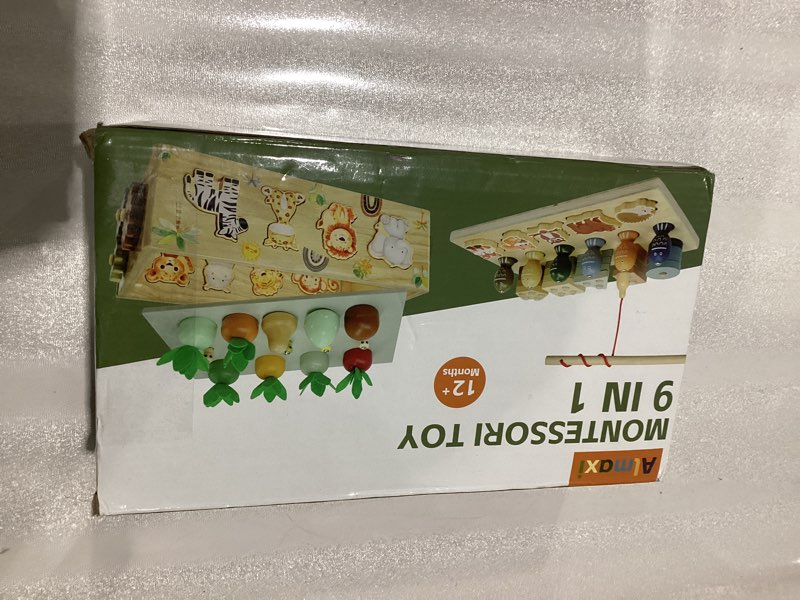 Almaxi
MONTESSORI TOY
9 IN 1
12+
Months